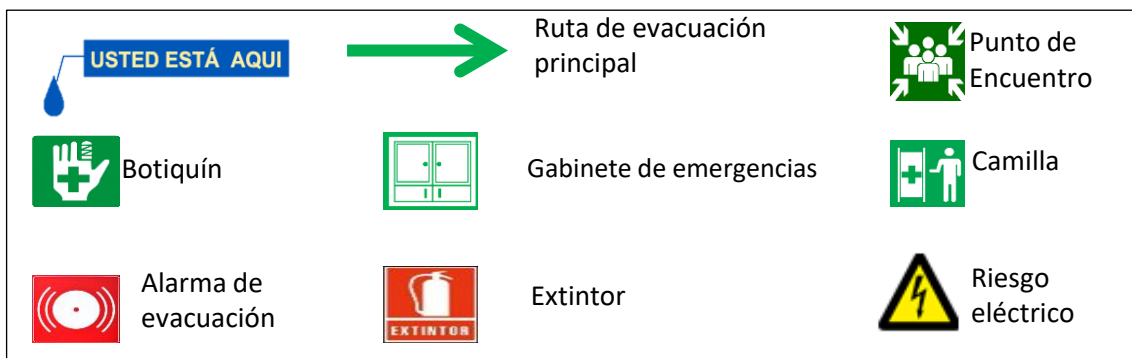 USTED ESTÁ AQUI
Ruta de evacuación
principal
Punto de
Encuentro
Botiquín
Gabinete de emergencias
Camilla
Alarma de
evacuación
EXTINTOR
Extintor
Riesgo
eléctrico